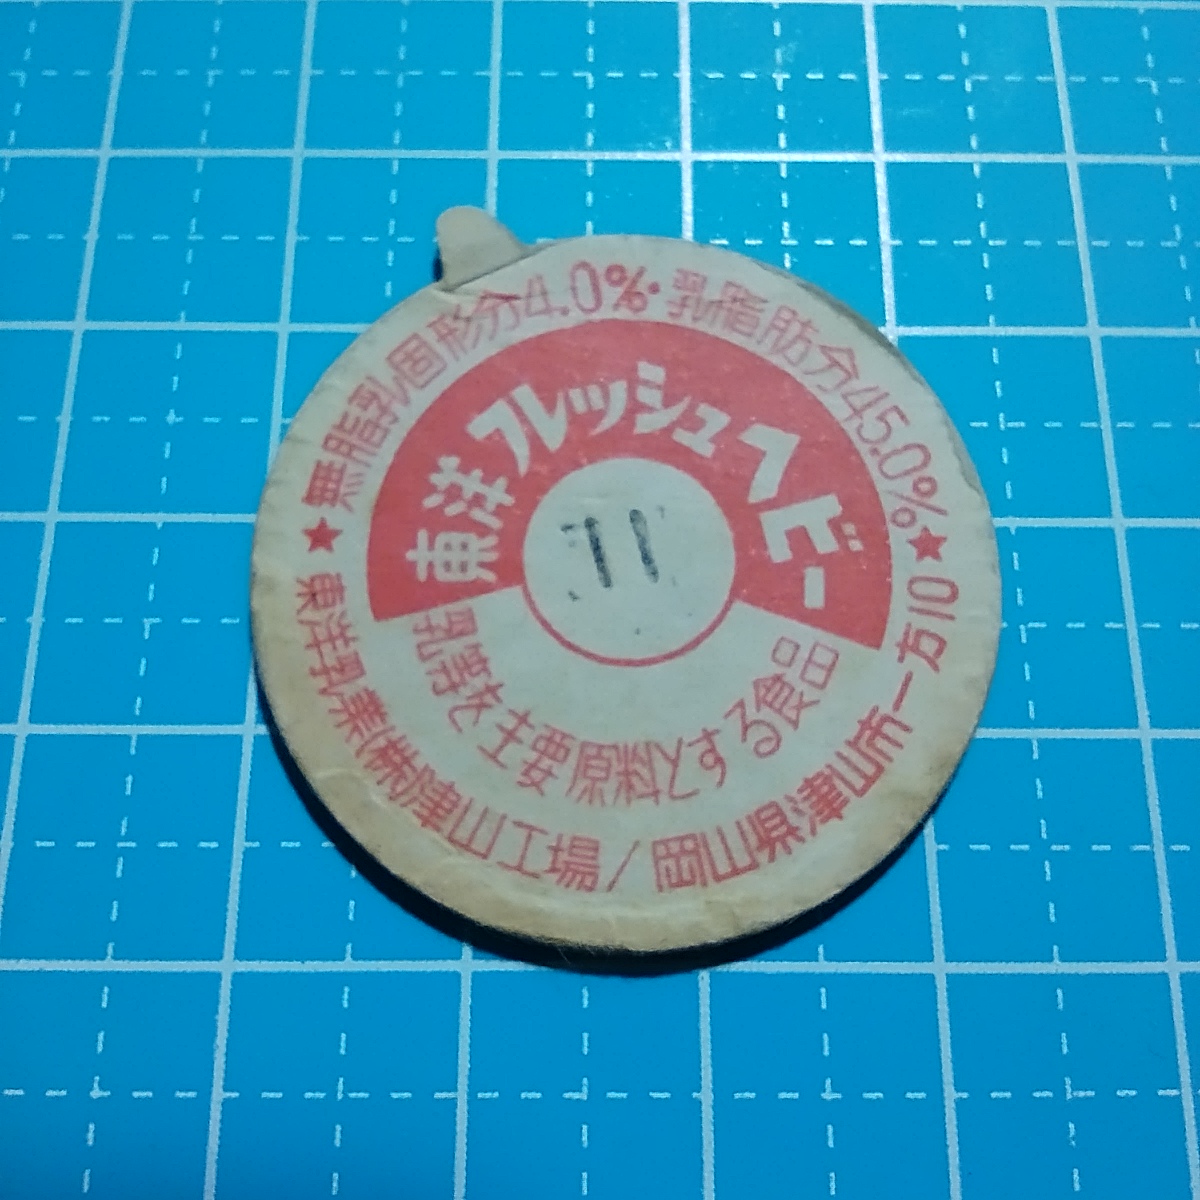 無脂乳固形分4.0%・乳脂肪分45.0%
東洋フレッシュヘビー
11
乳等を主要原料とする食品
★東洋乳業(株)津山工場/岡山県津山市一方10★